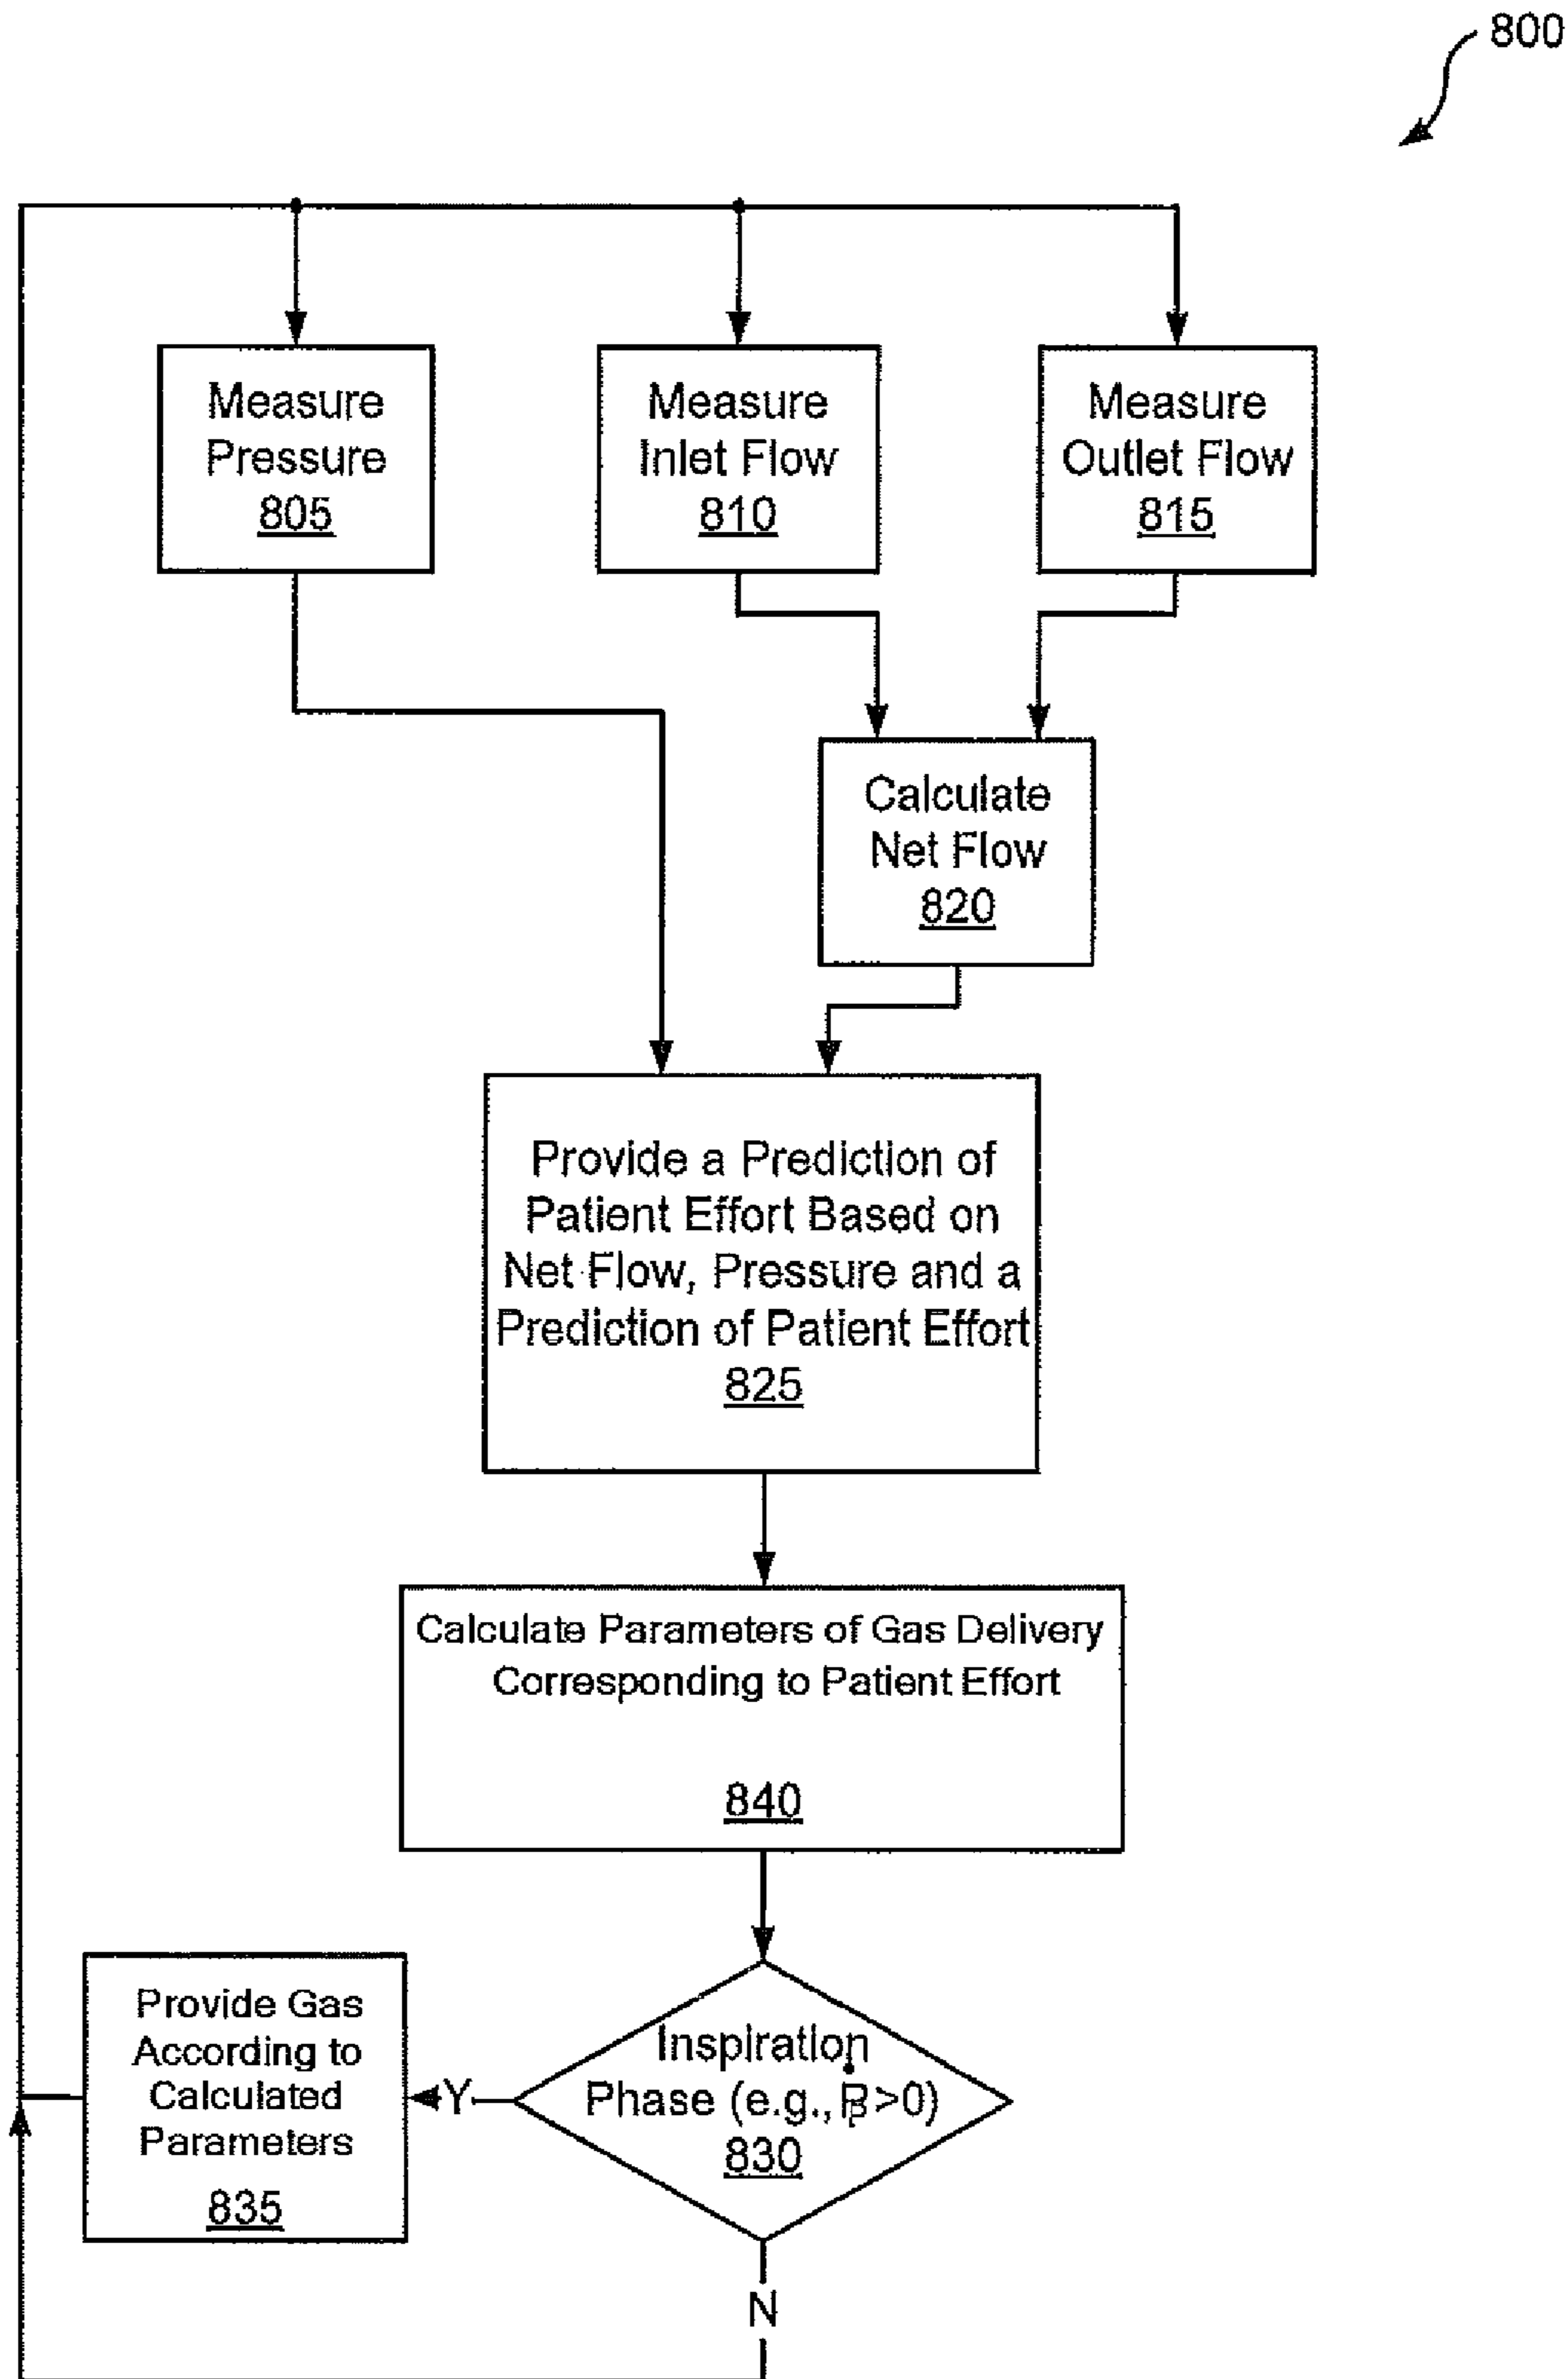 800
Measure
Pressure
805
Measure
Inlet Flow
810
Measure
Outlet Flow
815
Calculate
Net Flow
820
Provide a Prediction of
Patient Effort Based on
Net Flow, Pressure and a
Prediction of Patient Effort
825
Calculate Parameters of Gas Delivery
Corresponding to Patient Effort
840
Inspiration
Phase (e.g., >0)
830
Y
Provide Gas
According to
Calculated
Parameters
835
N